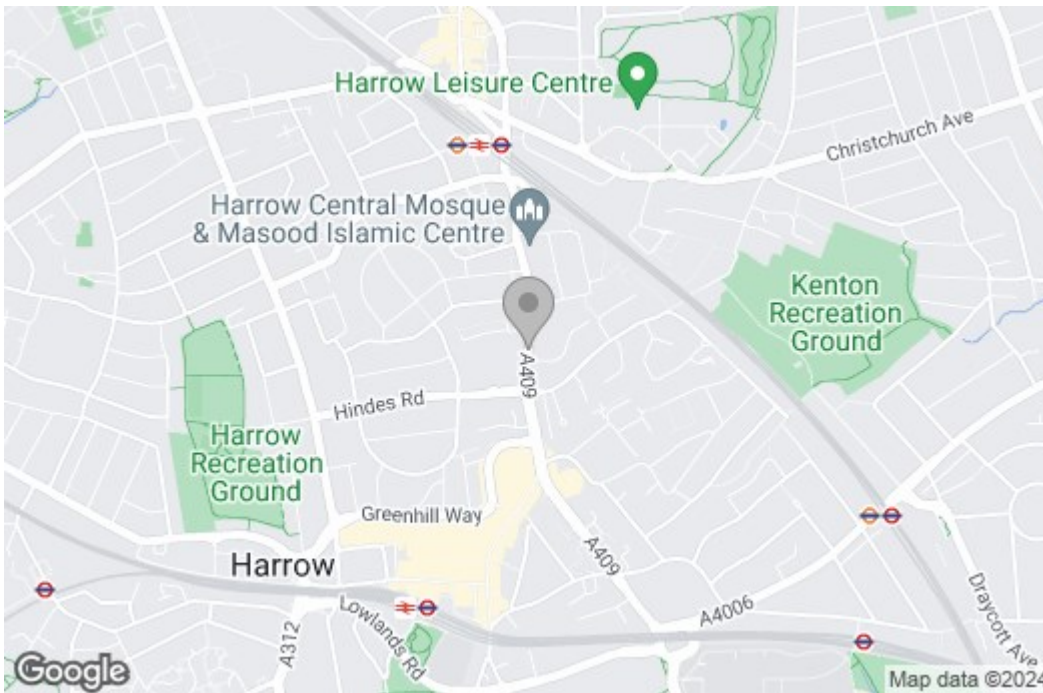 Harrow Leisure Centre
Christchurch Ave
Harrow Central Mosque
& Masood Islamic Centre
Kenton
Recreation
Ground
A409
Hindes Rd
Harrow
Recreation
Ground
Greenhill Way
Harrow
A409
A4006
Draycott Ave
Lowlands Rd
A312
Google
Map data ©2024